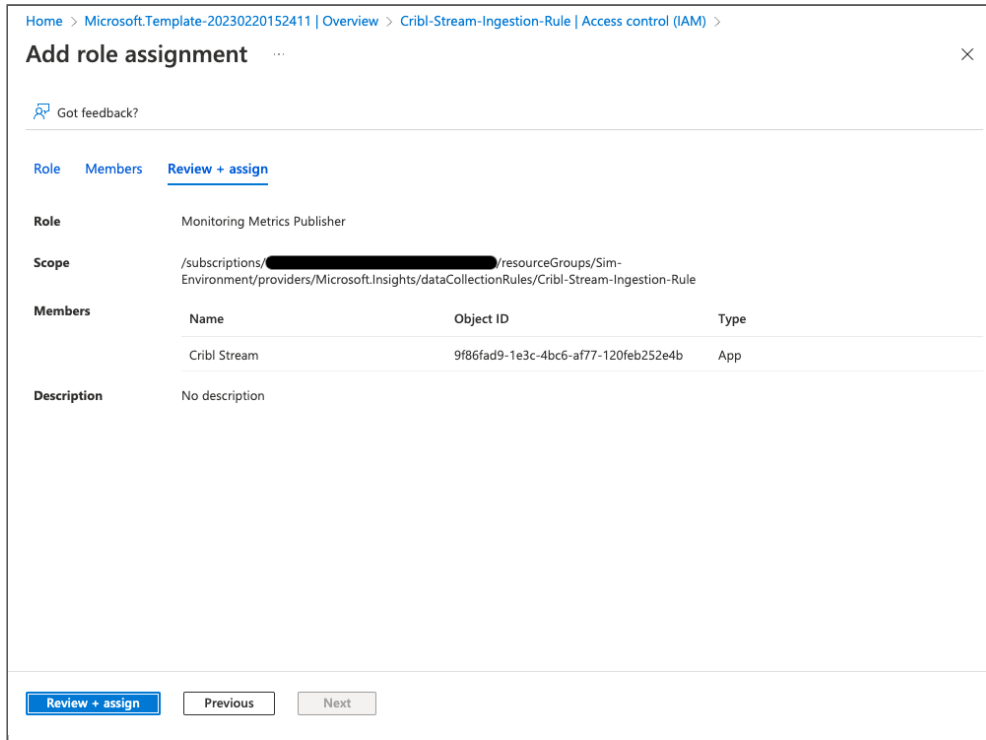 Home > Microsoft.Template-20230220152411 | Overview > Cribl-Stream-Ingestion-Rule | Access control (IAM) >
Add role assignment ...
Got feedback?
Role Members Review + assign
Role Monitoring Metrics Publisher
Scope /subscriptions/ /resourceGroups/Sim-
Environment/providers/Microsoft.Insights/dataCollectionRules/Cribl-Stream-Ingestion-Rule
Members Name Object ID Type
Cribl Stream 9f86fad9-1e3c-4bc6-af77-120feb252e4b App
Description No description
Review + assign Previous Next